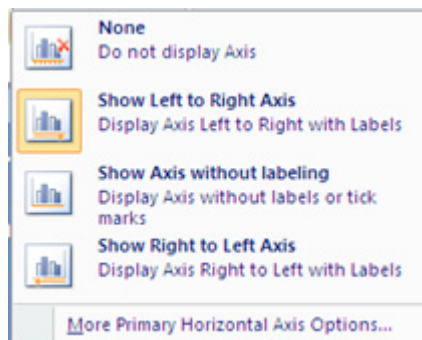 None
Do not display Axis
Show Left to Right Axis
Display Axis Left to Right with Labels
Show Axis without labeling
Display Axis without labels or tick
marks
Show Right to Left Axis
Display Axis Right to Left with Labels
More Primary Horizontal Axis Options...